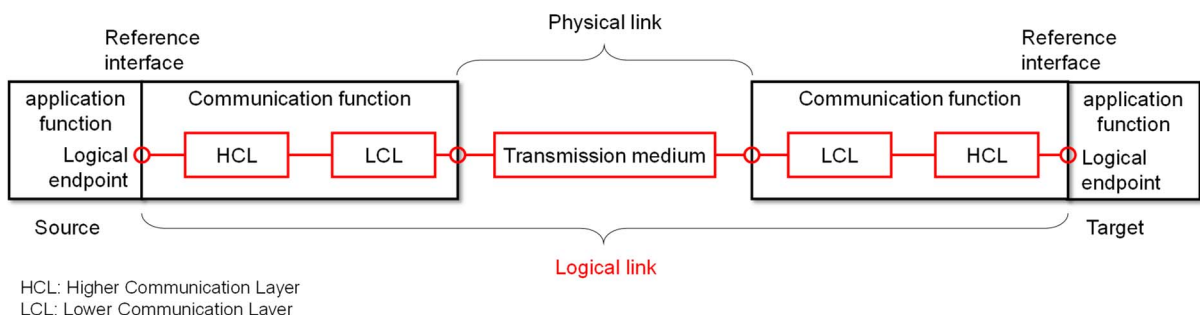 Physical link
Reference
interface
Reference
interface
application
function
Communication function
Communication function
application
function
Logical
endpoint
HCL
LCL
Transmission medium
LCL
HCL
Logical
endpoint
Source
Target
Logical link
HCL: Higher Communication Layer
LCL: Lower Communication Layer